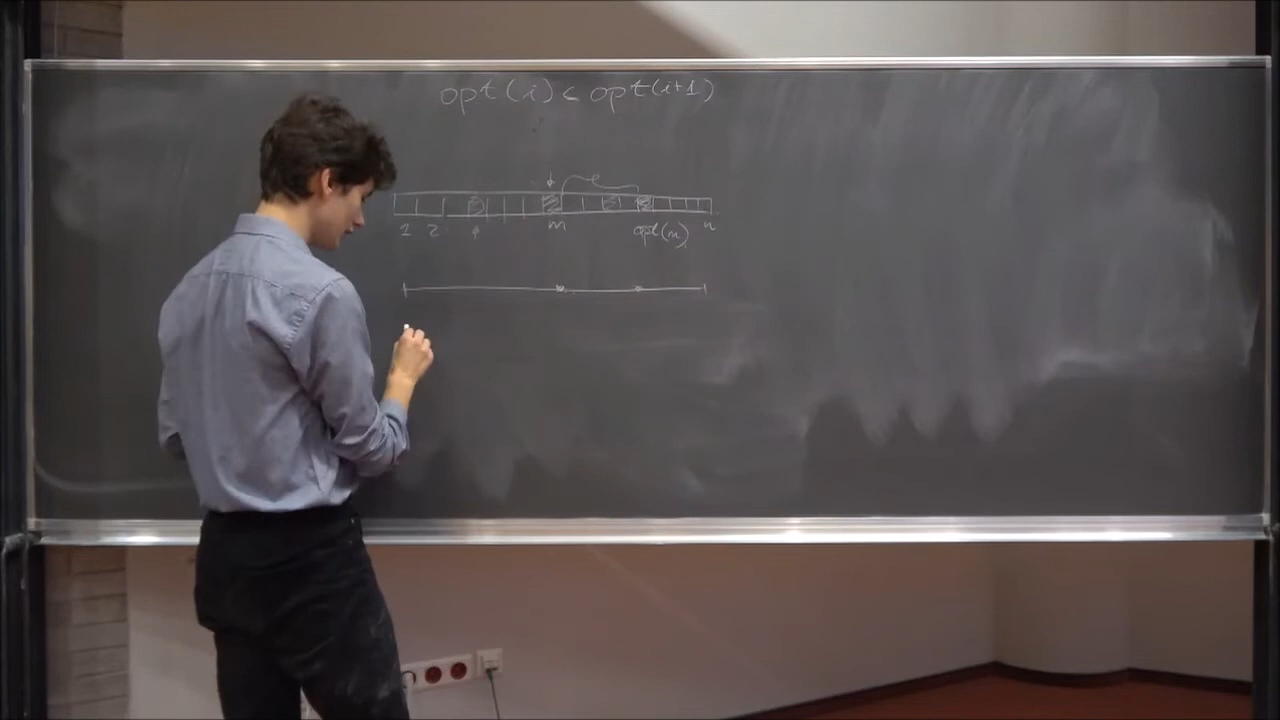 opt(i) ≤ opt(i+1)
e
1 2 m opt(m) n